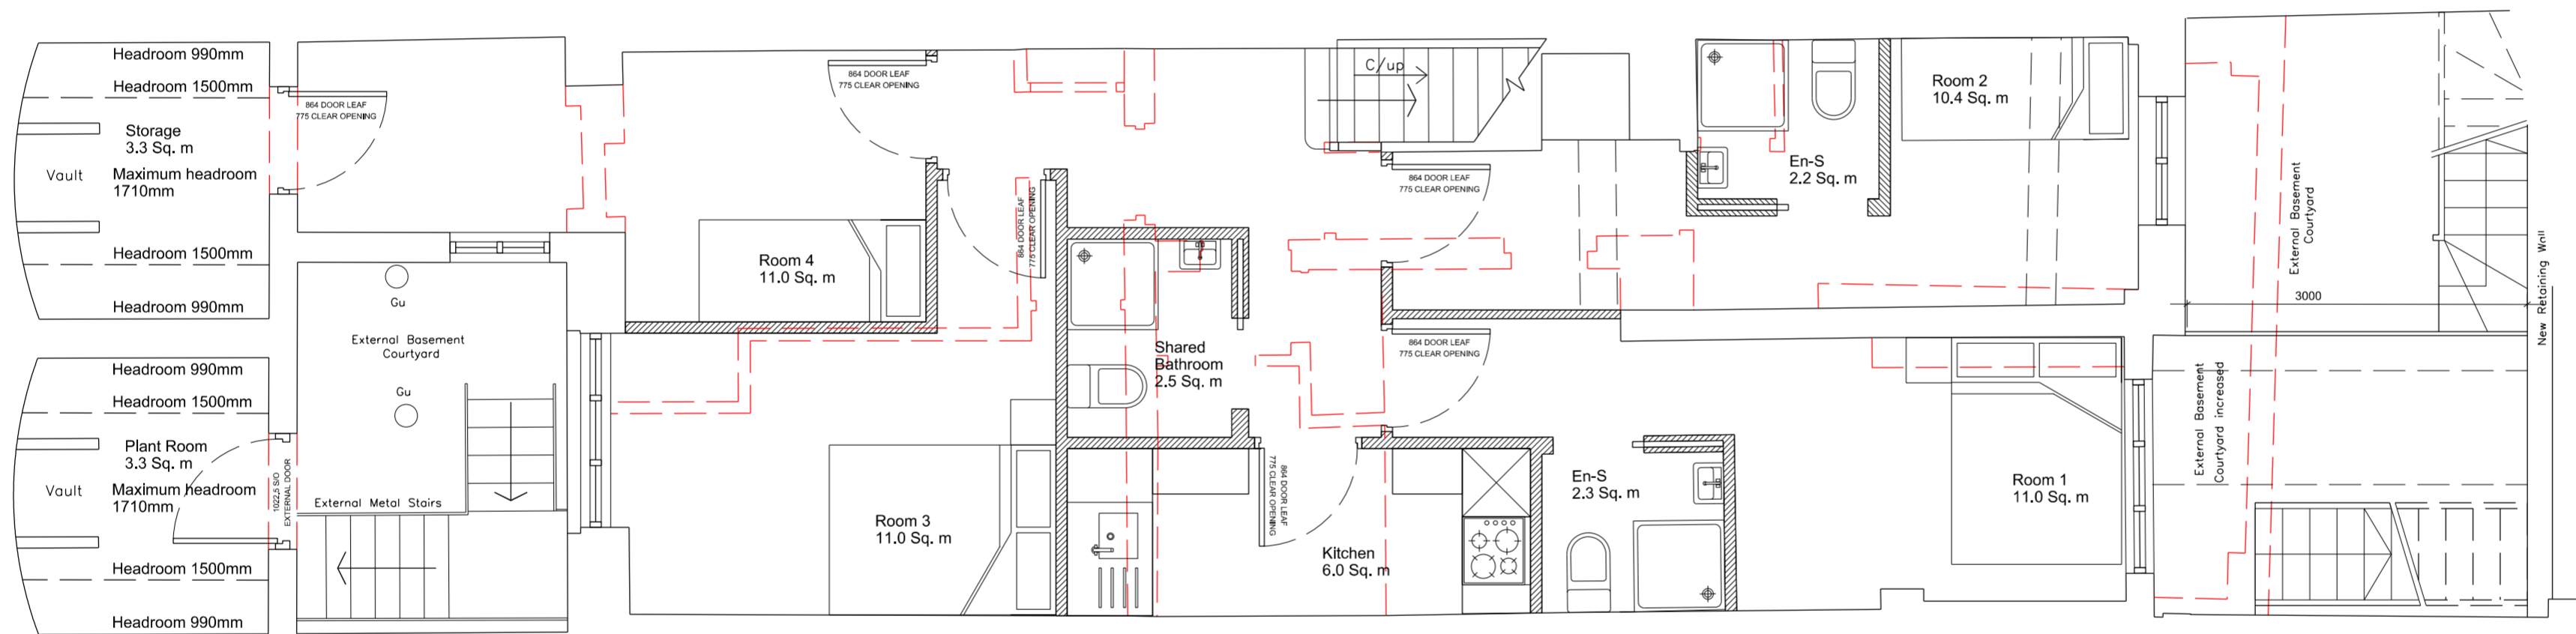 Headroom 990mm
Headroom 1500mm
Storage
3.3 Sq. m
Vault
Maximum headroom
1710mm
Headroom 1500mm
Headroom 990mm
864 DOOR LEAF
775 CLEAR OPENING
Headroom 990mm
Headroom 1500mm
Plant Room
3.3 Sq. m
Vault
Maximum headroom
1710mm
Headroom 1500mm
Headroom 990mm
1022.5 S/O
EXTERNAL DOOR
Gu
External Basement
Courtyard
Gu
External Metal Stairs
864 DOOR LEAF
775 CLEAR OPENING
Room 4
11.0 Sq. m
864 DOOR LEAF
775 CLEAR OPENING
Room 3
11.0 Sq. m
Shared
Bathroom
2.5 Sq. m
864 DOOR LEAF
775 CLEAR OPENING
Kitchen
6.0 Sq. m
C/up
864 DOOR LEAF
775 CLEAR OPENING
864 DOOR LEAF
775 CLEAR OPENING
En-S
2.2 Sq. m
Room 2
10.4 Sq. m
En-S
2.3 Sq. m
Room 1
11.0 Sq. m
External Basement
Courtyard
3000
External Basement
Courtyard increased
New Retaining Wall